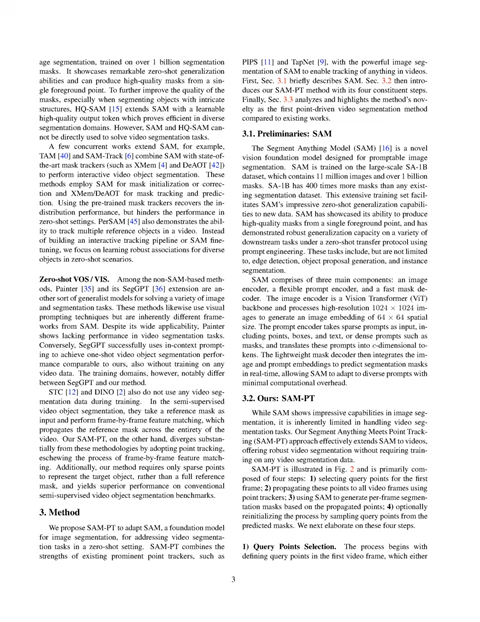 age segmentation, trained on over 1 billion segmentation
masks. It showcases remarkable zero-shot generalization
abilities and can produce high-quality masks from a sin-
gle foreground point. To further improve the quality of the
masks, especially when segmenting objects with intricate
structures, HQ-SAM [15] extends SAM with a learnable
high-quality output token which proves efficient in diverse
segmentation domains. However, SAM and HQ-SAM can-
not be directly used to solve video segmentation tasks.
A few concurrent works extend SAM, for example,
TAM [40] and SAM-Track [6] combine SAM with state-of-
the-art mask trackers (such as XMem [4] and DeAOT [42])
to perform interactive video object segmentation. These
methods employ SAM for mask initialization or correc-
tion and XMem/DeAOT for mask tracking and predic-
tion. Using the pre-trained mask trackers recovers the in-
distribution performance, but hinders the performance in
zero-shot settings. PerSAM [45] also demonstrates the abil-
ity to track multiple reference objects in a video. Instead
of building an interactive tracking pipeline or SAM fine-
tuning, we focus on learning robust associations for diverse
objects in zero-shot scenarios.
Zero-shot VOS / VIS. Among the non-SAM-based meth-
ods, Painter [35] and its SegGPT [36] extension are an-
other sort of generalist models for solving a variety of image
and segmentation tasks. These methods likewise use visual
prompting techniques but are inherently different frame-
works from SAM. Despite its wide applicability, Painter
shows lacking performance in video segmentation tasks.
Conversely, SegGPT successfully uses in-context prompt-
ing to achieve one-shot video object segmentation perfor-
mance comparable to ours, also without training on any
video data. The training domains, however, notably differ
between SegGPT and our method.
STC [12] and DINO [2] also do not use any video seg-
mentation data during training. In the semi-supervised
video object segmentation, they take a reference mask as
input and perform frame-by-frame feature matching, which
propagates the reference mask across the entirety of the
video. Our SAM-PT, on the other hand, diverges substan-
tially from these methodologies by adopting point tracking,
eschewing the process of frame-by-frame feature match-
ing. Additionally, our method requires only sparse points
to represent the target object, rather than a full reference
mask, and yields superior performance on conventional
semi-supervised video object segmentation benchmarks.
3. Method
We propose SAM-PT to adapt SAM, a foundation model
for image segmentation, for addressing video segmenta-
tion tasks in a zero-shot setting. SAM-PT combines the
strengths of existing prominent point trackers, such as
PIPS [11] and TapNet [9], with the powerful image seg-
mentation of SAM to enable tracking of anything in videos.
First, Sec. 3.1 briefly describes SAM. Sec. 3.2 then intro-
duces our SAM-PT method with its four constituent steps.
Finally, Sec. 3.3 analyzes and highlights the method's nov-
elty as the first point-driven video segmentation method
compared to existing works.
3.1. Preliminaries: SAM
The Segment Anything Model (SAM) [16] is a novel
vision foundation model designed for promptable image
segmentation. SAM is trained on the large-scale SA-1B
dataset, which contains 11 million images and over 1 billion
masks. SA-1B has 400 times more masks than any exist-
ing segmentation dataset. This extensive training set facil-
itates SAM's impressive zero-shot generalization capabili-
ties to new data. SAM has showcased its ability to produce
high-quality masks from a single foreground point, and has
demonstrated robust generalization capacity on a variety of
downstream tasks under a zero-shot transfer protocol using
prompt engineering. These tasks include, but are not limited
to, edge detection, object proposal generation, and instance
segmentation.
SAM comprises of three main components: an image
encoder, a flexible prompt encoder, and a fast mask de-
coder. The image encoder is a Vision Transformer (ViT)
backbone and processes high-resolution 1024 × 1024 im-
ages to generate an image embedding of 64 × 64 spatial
size. The prompt encoder takes sparse prompts as input, in-
cluding points, boxes, and text, or dense prompts such as
masks, and translates these prompts into c-dimensional to-
kens. The lightweight mask decoder then integrates the im-
age and prompt embeddings to predict segmentation masks
in real-time, allowing SAM to adapt to diverse prompts with
minimal computational overhead.
3.2. Ours: SAM-PT
While SAM shows impressive capabilities in image seg-
mentation, it is inherently limited in handling video seg-
mentation tasks. Our Segment Anything Meets Point Track-
ing (SAM-PT) approach effectively extends SAM to videos,
offering robust video segmentation without requiring train-
ing on any video segmentation data.
SAM-PT is illustrated in Fig. 2 and is primarily com-
posed of four steps: 1) selecting query points for the first
frame; 2) propagating these points to all video frames using
point trackers; 3) using SAM to generate per-frame segmen-
tation masks based on the propagated points; 4) optionally
reinitializing the process by sampling query points from the
predicted masks. We next elaborate on these four steps.
1) Query Points Selection. The process begins with
defining query points in the first video frame, which either
3